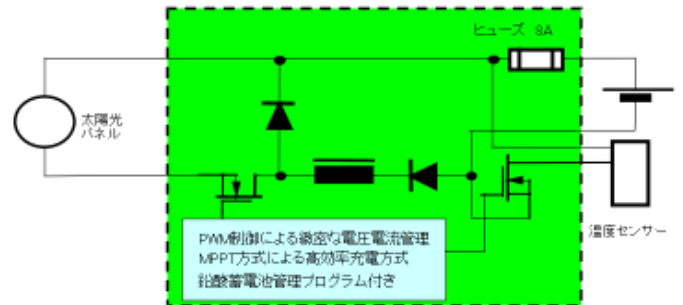 ヒューズ 8A
太陽光
パネル
温度センサー
PWM制御による緻密な電圧電流管理
MPPT方式による高効率充電方式
鉛酸蓄電池管理プログラム付き